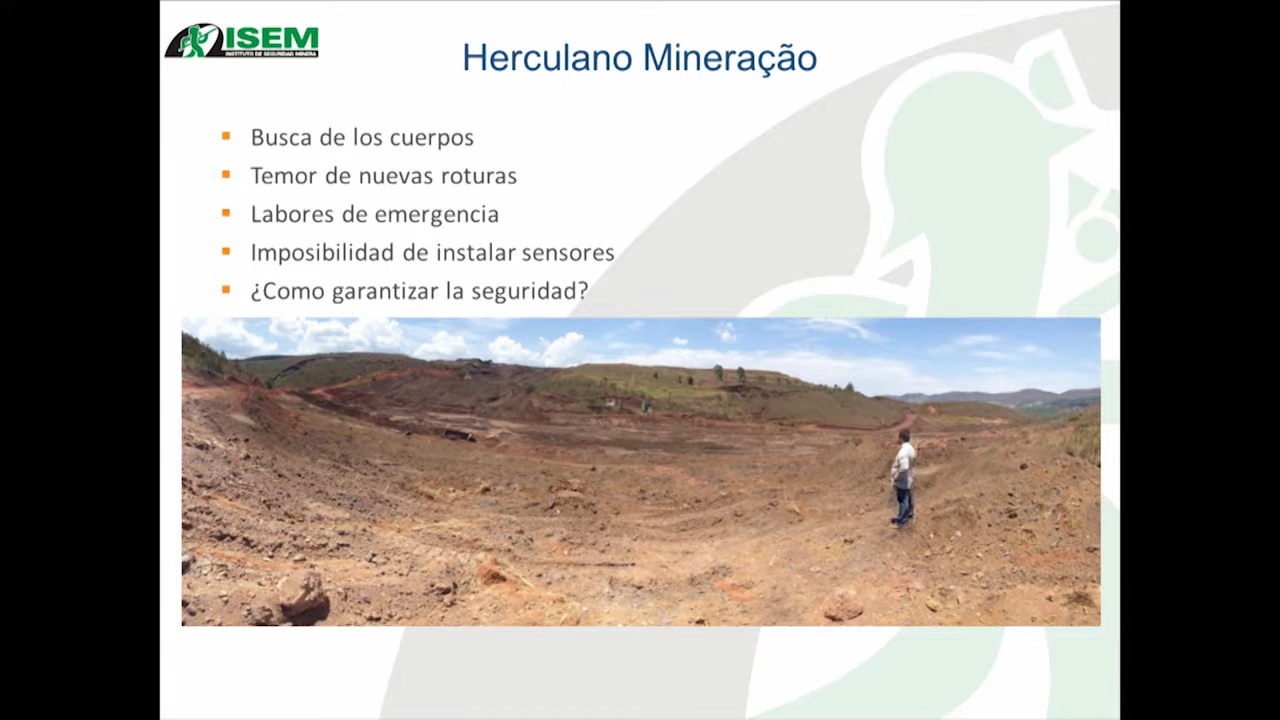 ISEM
INSTITUTO DE SEGURIDAD MINERA
Herculano Mineração
Busca de los cuerpos
Temor de nuevas roturas
Labores de emergencia
Imposibilidad de instalar sensores
¿Como garantizar la seguridad?